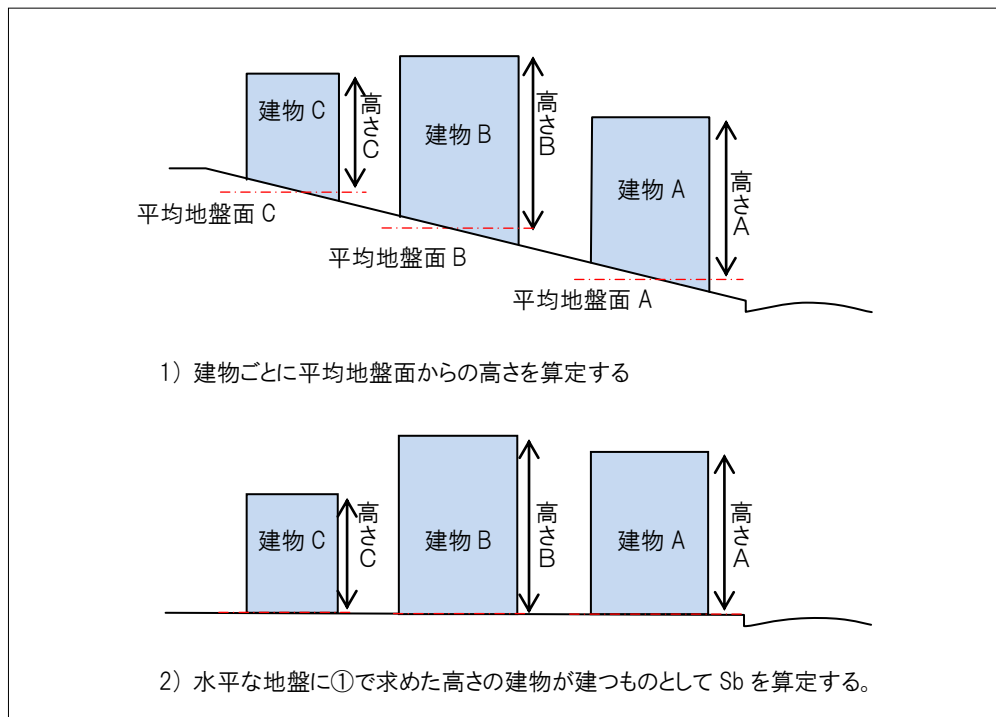 建物 C
高さC
建物 B
高さB
建物 A
高さA
平均地盤面 C
平均地盤面 B
平均地盤面 A
1) 建物ごとに平均地盤面からの高さを算定する
建物 C
高さC
建物 B
高さB
建物 A
高さA
2) 水平な地盤に①で求めた高さの建物が建つものとして Sb を算定する。